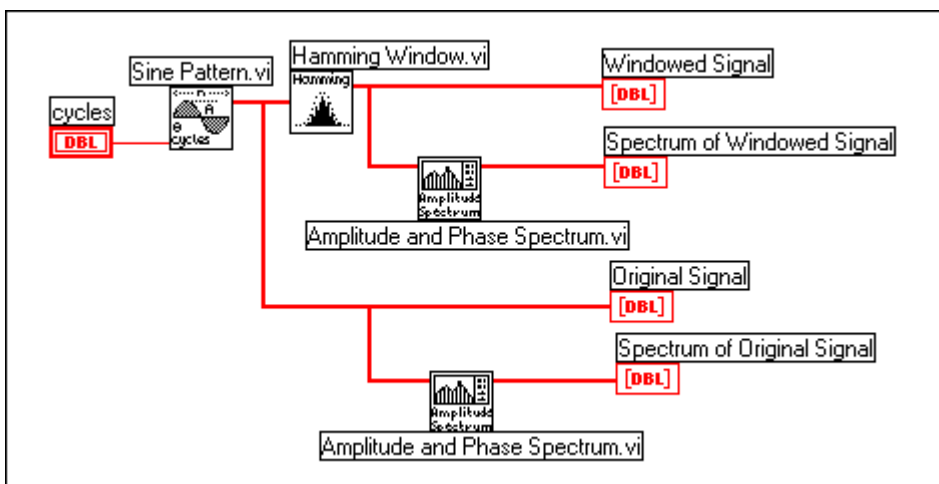 Hamming Window.vi
Windowed Signal
Sine Pattern.vi
Hamming
[DBL]
n
A
cycles
DBL
θ
cycles
Spectrum of Windowed Signal
[DBL]
Amplitude
Spectrum
Amplitude and Phase Spectrum.vi
Original Signal
[DBL]
Spectrum of Original Signal
[DBL]
Amplitude
Spectrum
Amplitude and Phase Spectrum.vi